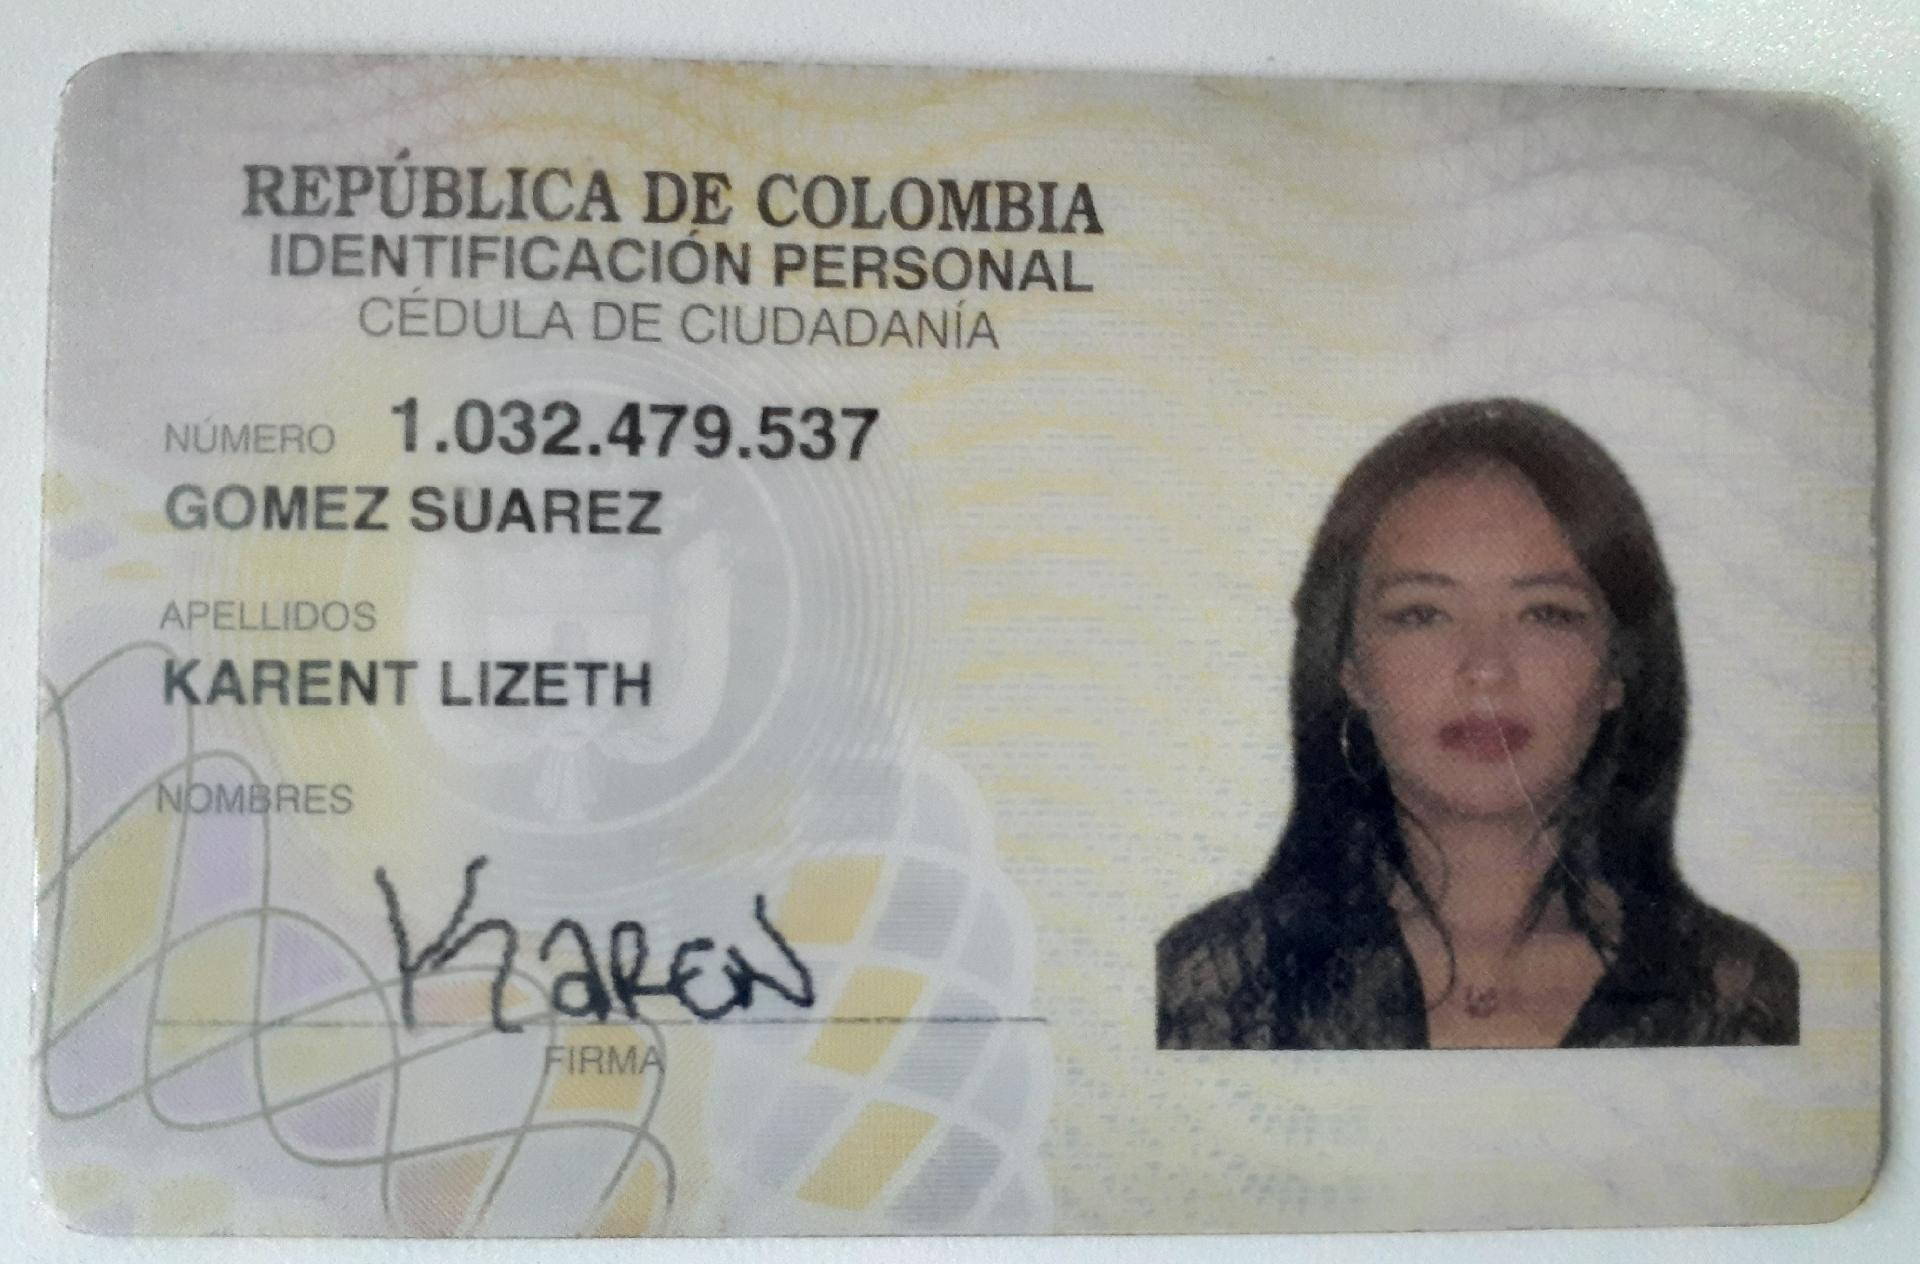 REPÚBLICA DE COLOMBIA
IDENTIFICACIÓN PERSONAL
CÉDULA DE CIUDADANÍA
NÚMERO 1.032.479.537
GOMEZ SUAREZ
APELLIDOS
KARENT LIZETH
NOMBRES
KAREN
FIRMA